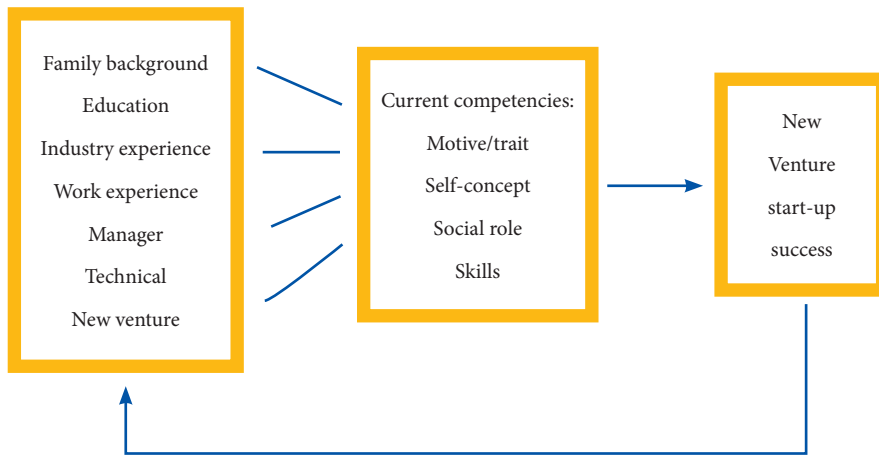 Family background
Education
Industry experience
Work experience
Manager
Technical
New venture
Current competencies:
Motive/trait
Self-concept
Social role
Skills
New
Venture
start-up
success